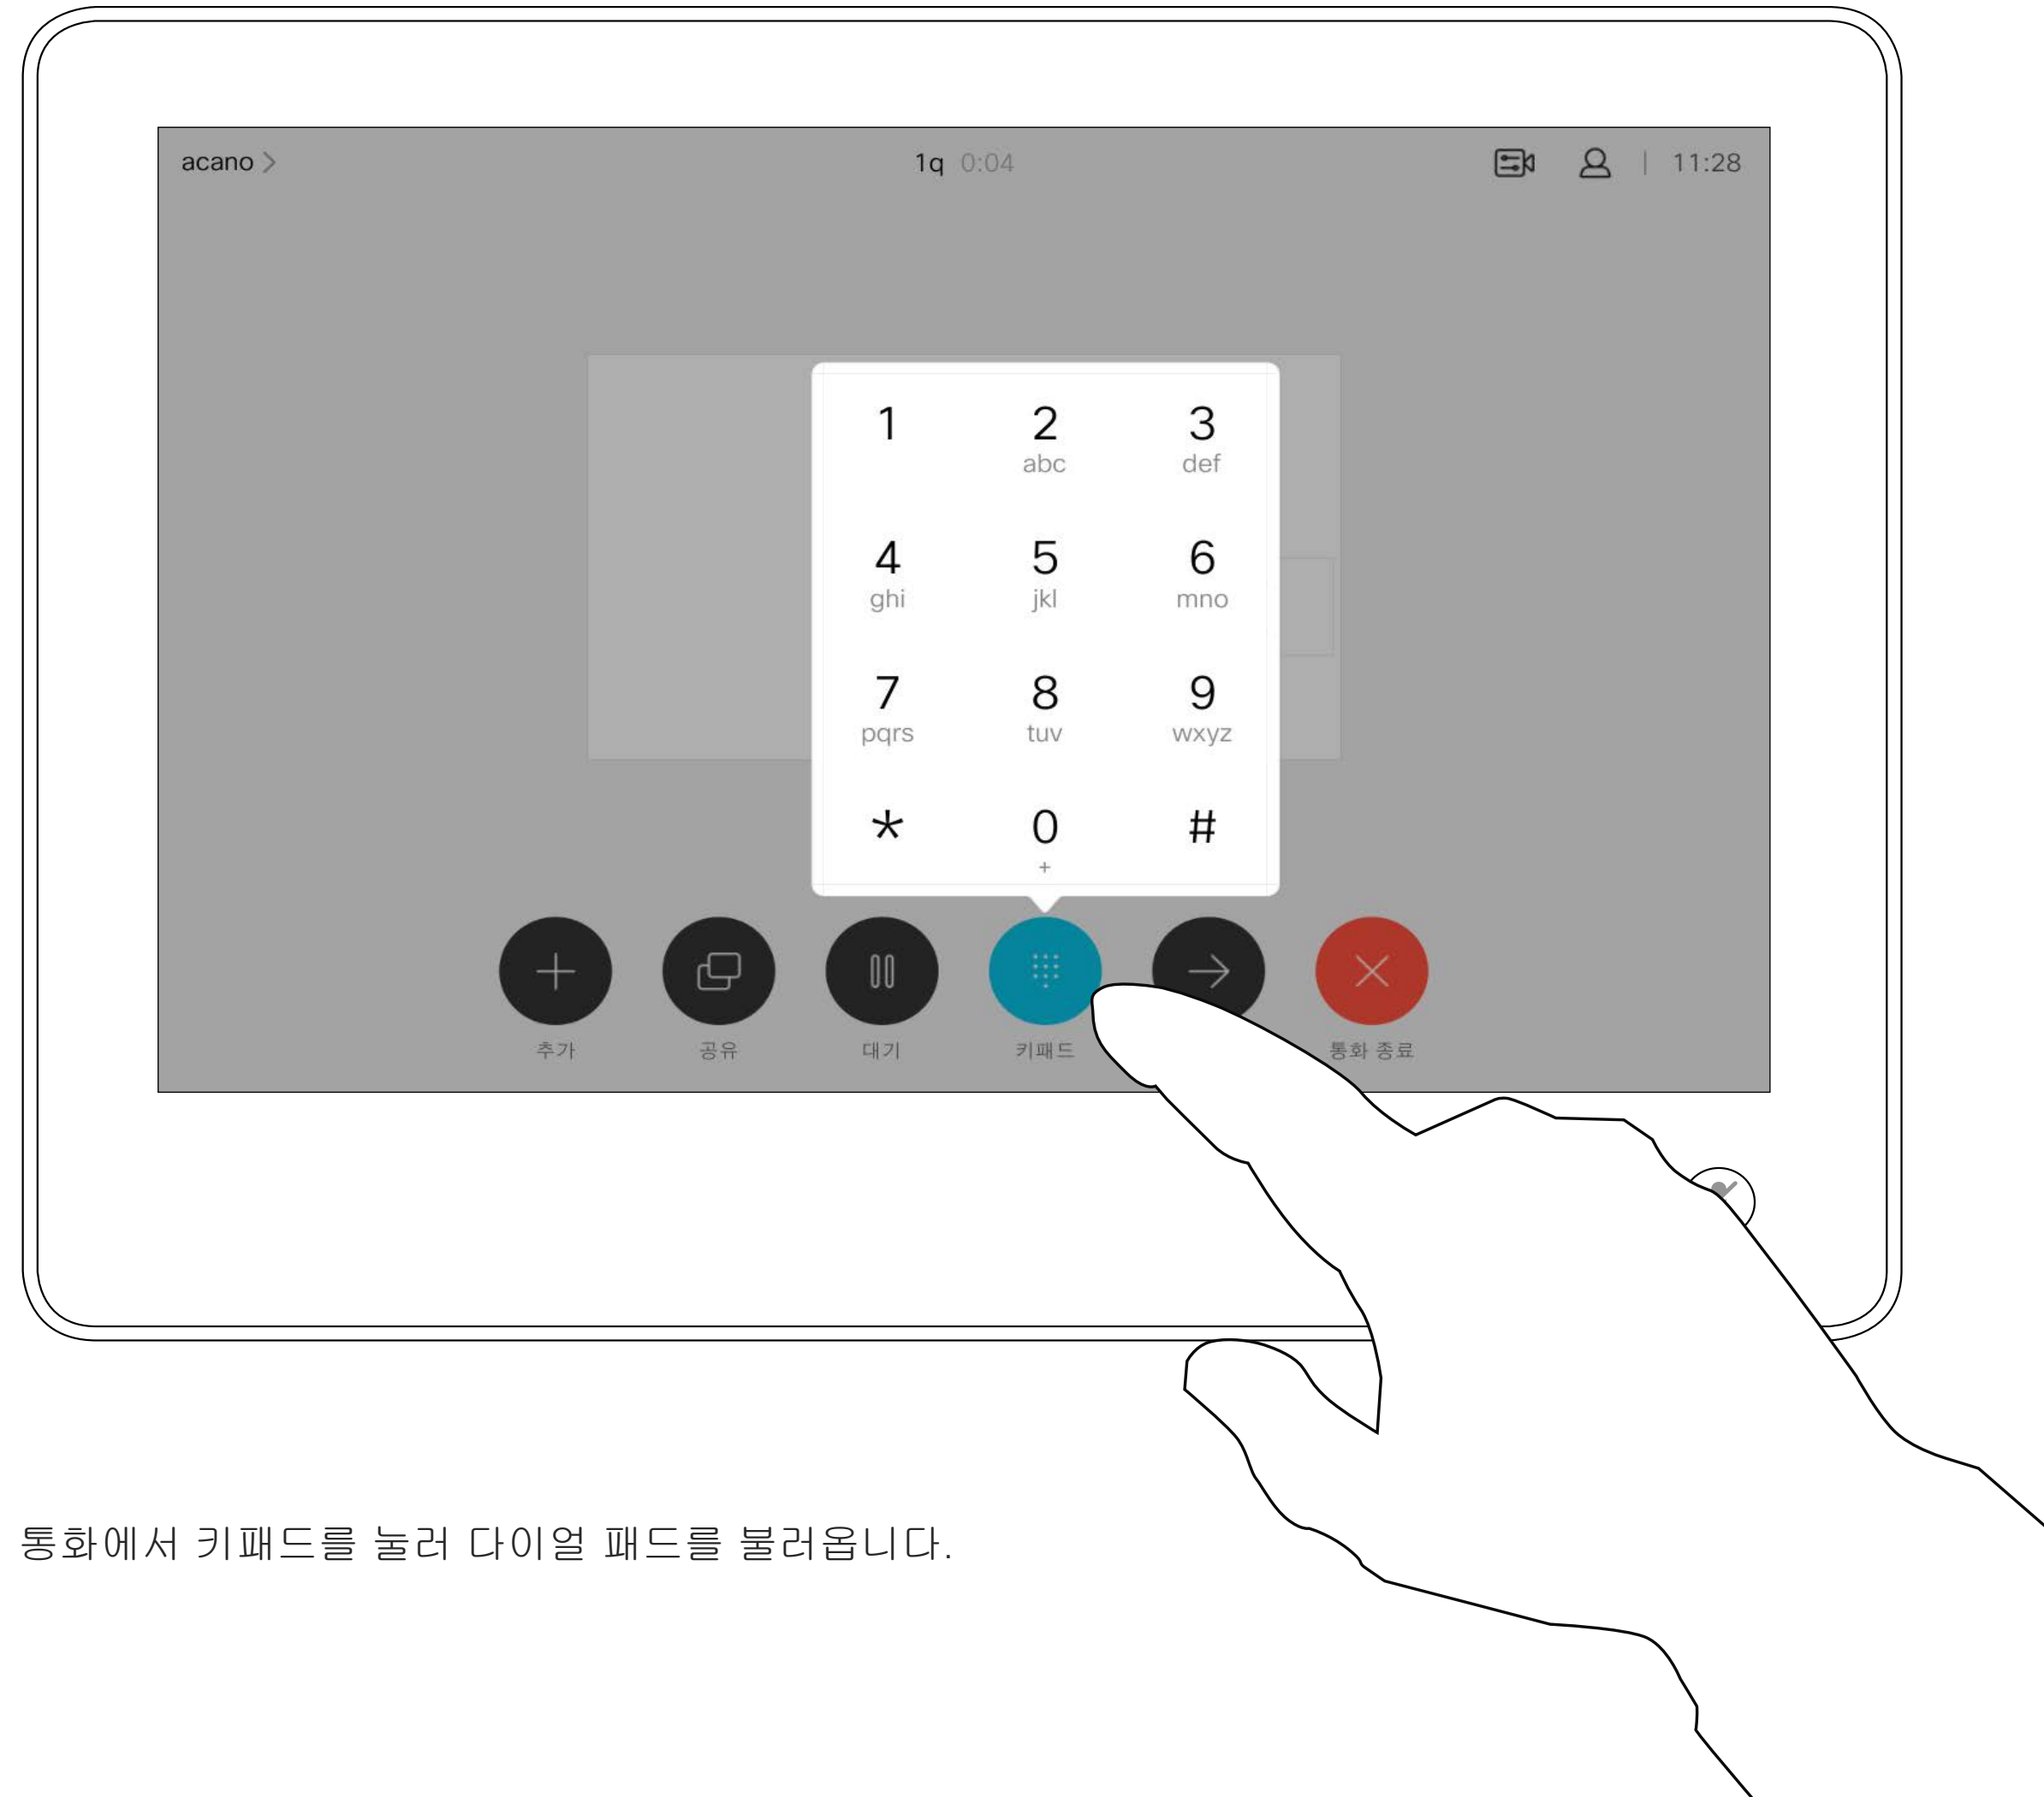 acano
1q 0:04
11:28
1 2 3
abc def
4 5 6
ghi jkl mno
7 8 9
pqrs tuv wxyz
* 0 #
+
추가 공유 대기 키패드 통화 종료
통화에서 키패드를 눌러 다이얼 패드를 불러옵니다.